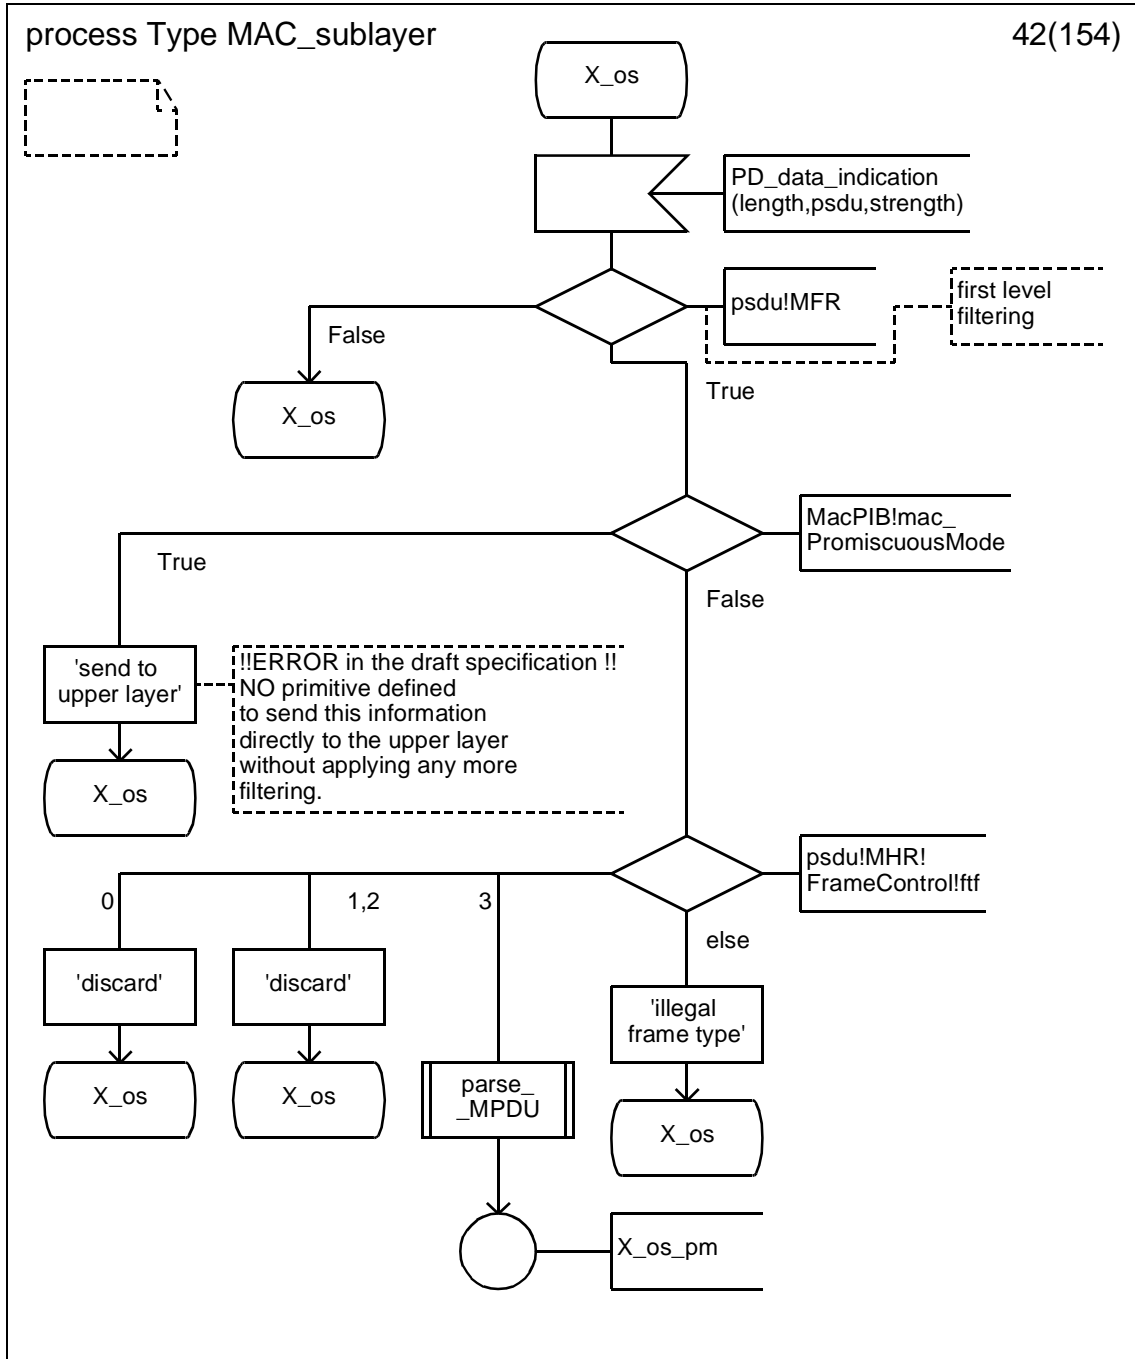 process Type MAC_sublayer
42(154)
X_os
PD_data_indication
(length,psdu,strength)
psdu!MFR
first level
filtering
False
True
X_os
MacPIB!mac_
PromiscuousMode
True
False
'send to
upper layer'
!!ERROR in the draft specification !!
NO primitive defined
to send this information
directly to the upper layer
without applying any more
filtering.
X_os
psdu!MHR!
FrameControl!ftf
0
1,2
3
else
'discard'
'discard'
'illegal
frame type'
X_os
X_os
parse_
_MPDU
X_os
X_os_pm